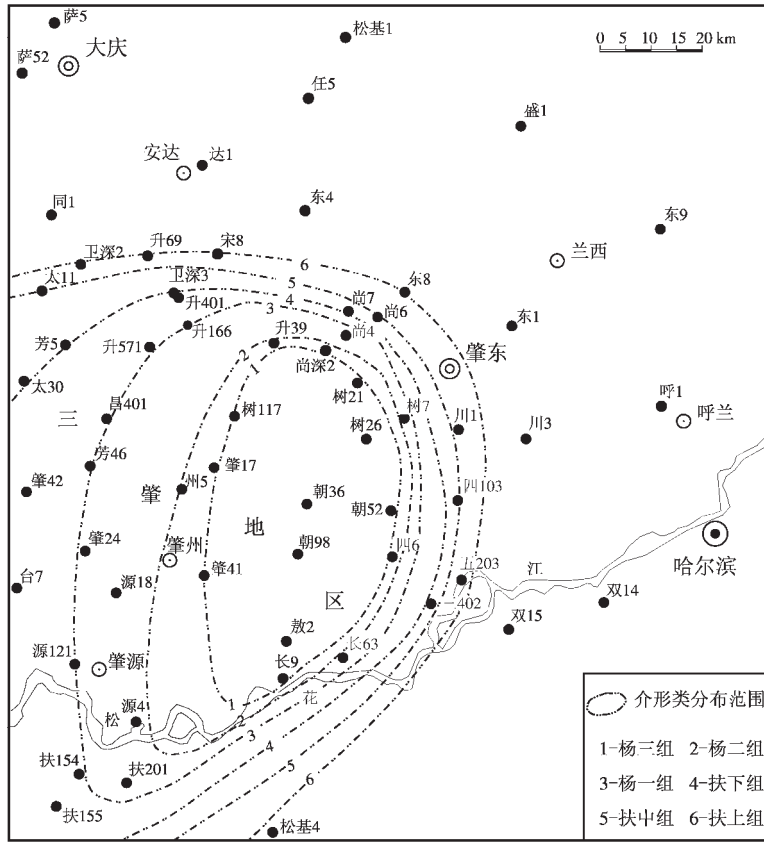 萨5
松基1
0 5 10 15 20 km
大庆
萨52
任5
盛1
安达
达1
同1
东4
东9
卫深2
升69
宋8
6
兰西
太11
卫深3
5
东8
升401
4
尚7
尚6
3
东1
升166
尚4
芳5
升571
2
升39
肇东
尚深2
1
太30
树21
呼1
三
昌401
树117
树7
川1
呼兰
树26
川3
芳46
肇17
肇42
州5
四103
肇
朝36
朝52
地
肇24
肇州
朝98
四6
哈尔滨
台7
肇41
五203
江
源18
区
402
双14
双15
敖2
源121
肇源
长63
长9
1
花
松
源4
2
3
扶154
扶201
4
5
6
扶155
松基4
介形类分布范围
1-杨三组 2-杨二组
3-杨一组 4-扶下组
5-扶中组 6-扶上组